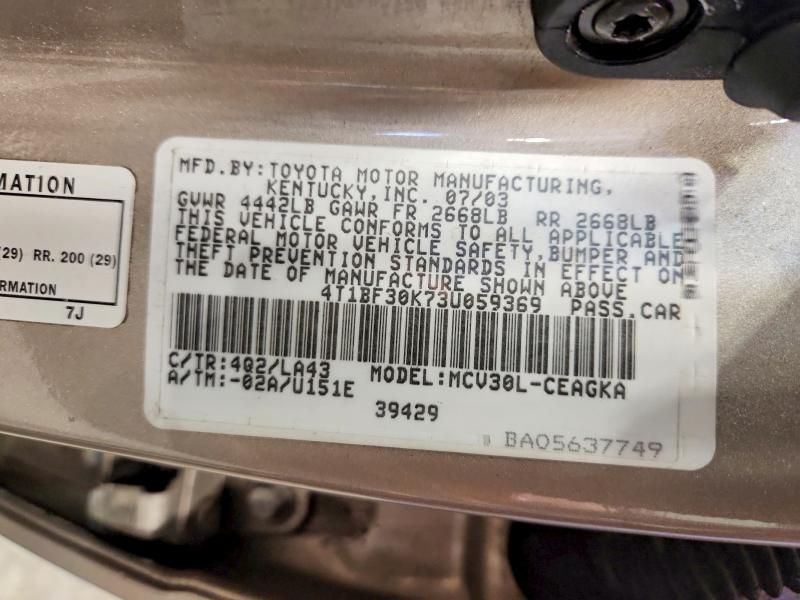 MATION
(29) RR. 200 (29)
ORMATION
7J
MFD.BY:TOYOTA MOTOR MANUFACTURING,
KENTUCKY,INC. 07/03
GVWR 4442LB GAWR FR 2668LB RR 2668LB
THIS VEHICLE CONFORMS TO ALL APPLICABLE
FEDERAL MOTOR VEHICLE SAFETY,BUMPER AND
THEFT PREVENTION STANDARDS IN EFFECT ON
THE DATE OF MANUFACTURE SHOWN ABOVE
4T1BF30K73U059369 PASS.CAR
C/TR:4Q2/LA43 MODEL:MCV30L-CEAGKA
A/TM:-02A/U151E
39429
BAO5637749